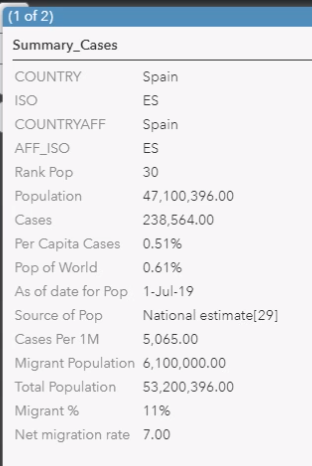 (1 of 2)
Summary_Cases
COUNTRY Spain
ISO ES
COUNTRYAFF Spain
AFF_ISO ES
Rank Pop 30
Population 47,100,396.00
Cases 238,564.00
Per Capita Cases 0.51%
Pop of World 0.61%
As of date for Pop 1-Jul-19
Source of Pop National estimate[29]
Cases Per 1M 5,065.00
Migrant Population 6,100,000.00
Total Population 53,200,396.00
Migrant % 11%
Net migration rate 7.00